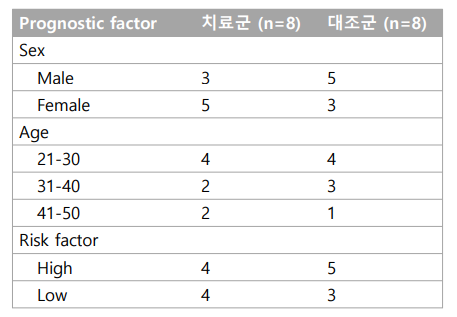 Prognostic factor 치료군 (n=8) 대조군 (n=8)
Sex
Male 3 5
Female 5 3
Age
21-30 4 4
31-40 2 3
41-50 2 1
Risk factor
High 4 5
Low 4 3